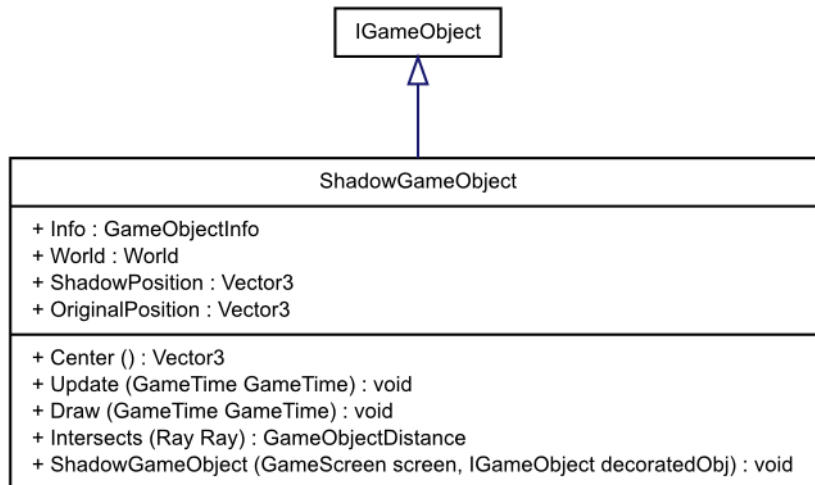 IGameObject
ShadowGameObject
+ Info : GameObjectInfo
+ World : World
+ ShadowPosition : Vector3
+ OriginalPosition : Vector3
+ Center () : Vector3
+ Update (GameTime GameTime) : void
+ Draw (GameTime GameTime) : void
+ Intersects (Ray Ray) : GameObjectDistance
+ ShadowGameObject (GameScreen screen, IGameObject decoratedObj) : void